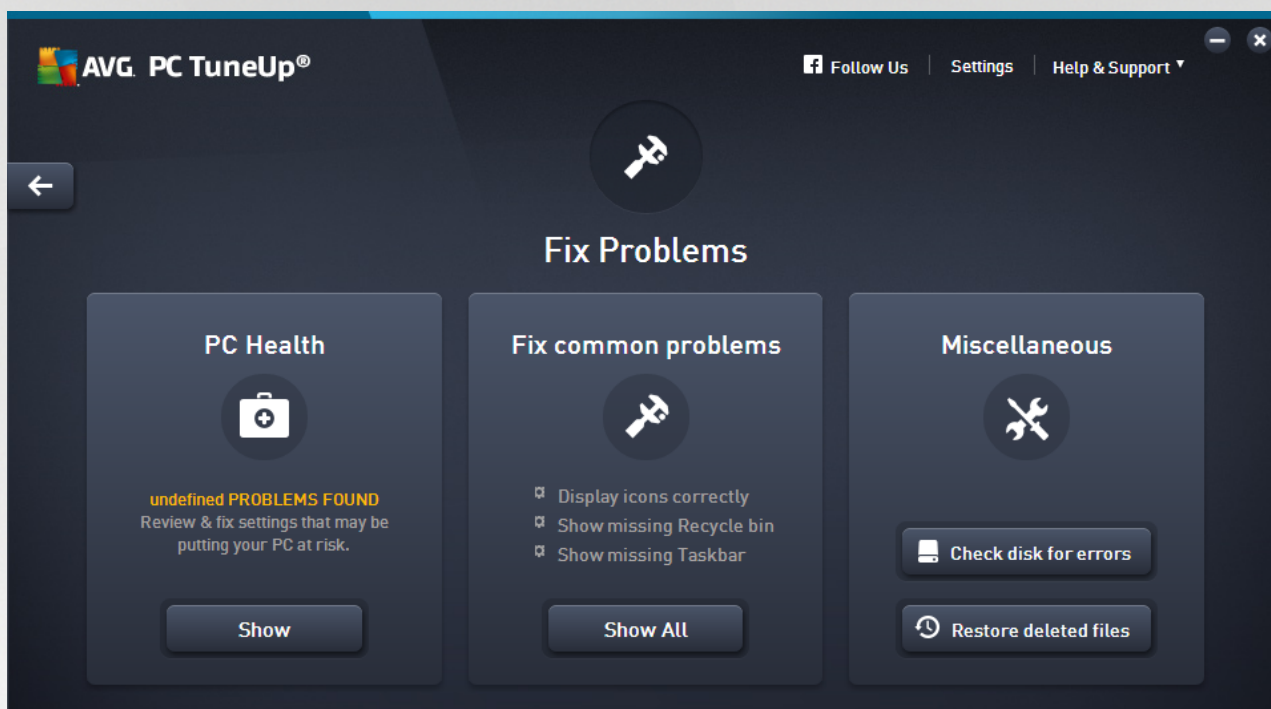 AVG. PC TuneUp®
Follow Us
Settings
Help & Support
Fix Problems
PC Health
undefined PROBLEMS FOUND
Review & fix settings that may be
putting your PC at risk.
Show
Fix common problems
Display icons correctly
Show missing Recycle bin
Show missing Taskbar
Show All
Miscellaneous
Check disk for errors
Restore deleted files